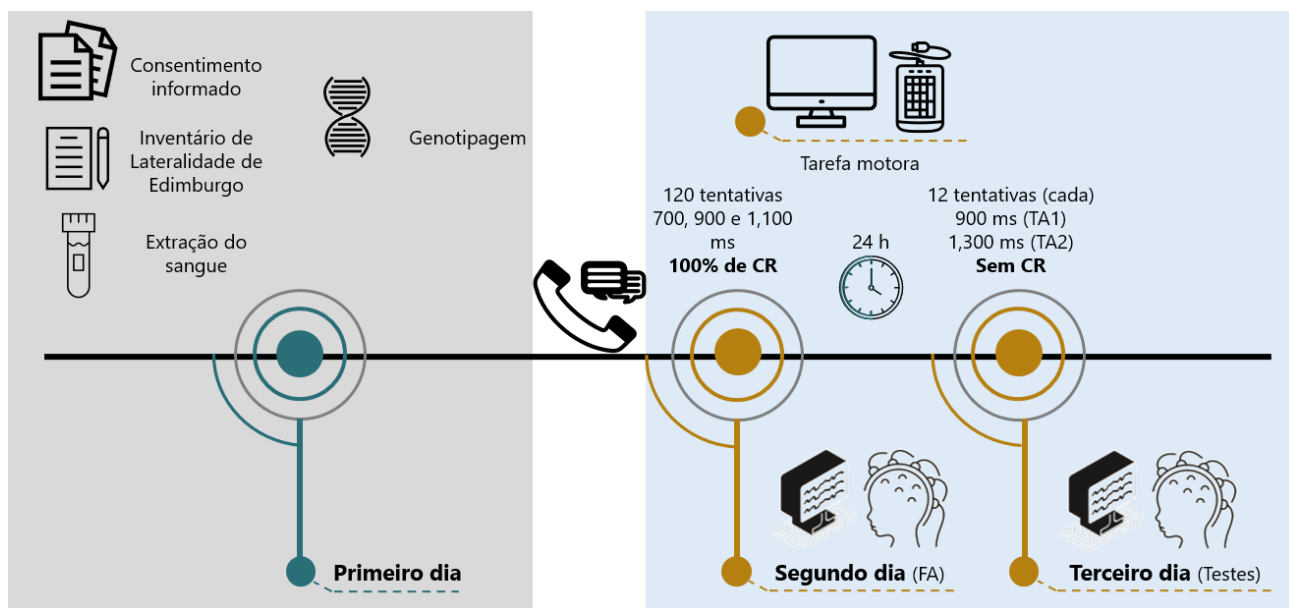 Consentimento
informado
Inventário de
Lateralidade de
Edimburgo
Extração do
sangue
Genotipagem
Primeiro dia
Tarefa motora
120 tentativas
700, 900 e 1,100
ms
100% de CR
24 h
12 tentativas (cada)
900 ms (TA1)
1,300 ms (TA2)
Sem CR
Segundo dia (FA)
Terceiro dia (Testes)